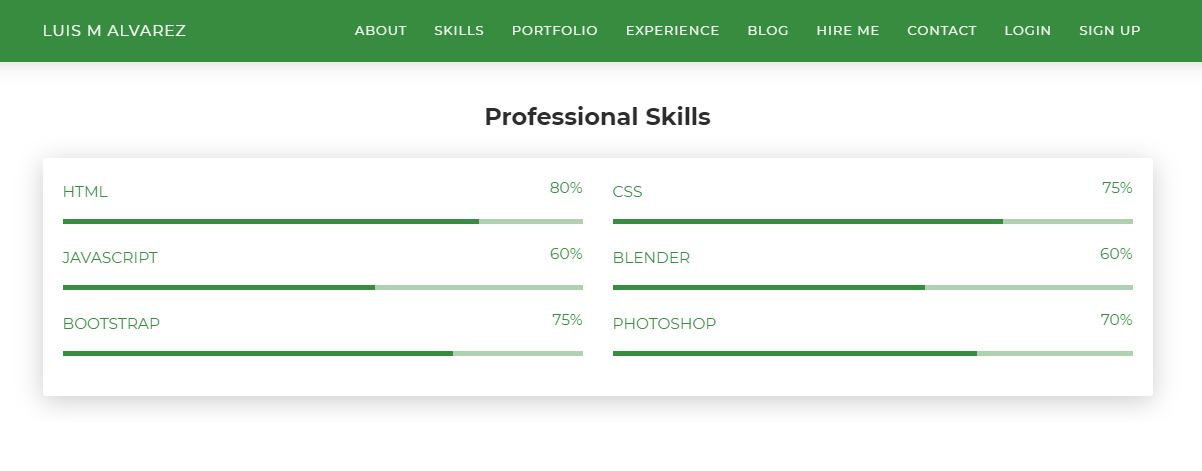 LUIS M ALVAREZ ABOUT SKILLS PORTFOLIO EXPERIENCE BLOG HIRE ME CONTACT LOGIN SIGN UP
Professional Skills
HTML 80% CSS 75%
JAVASCRIPT 60% BLENDER 60%
BOOTSTRAP 75% PHOTOSHOP 70%